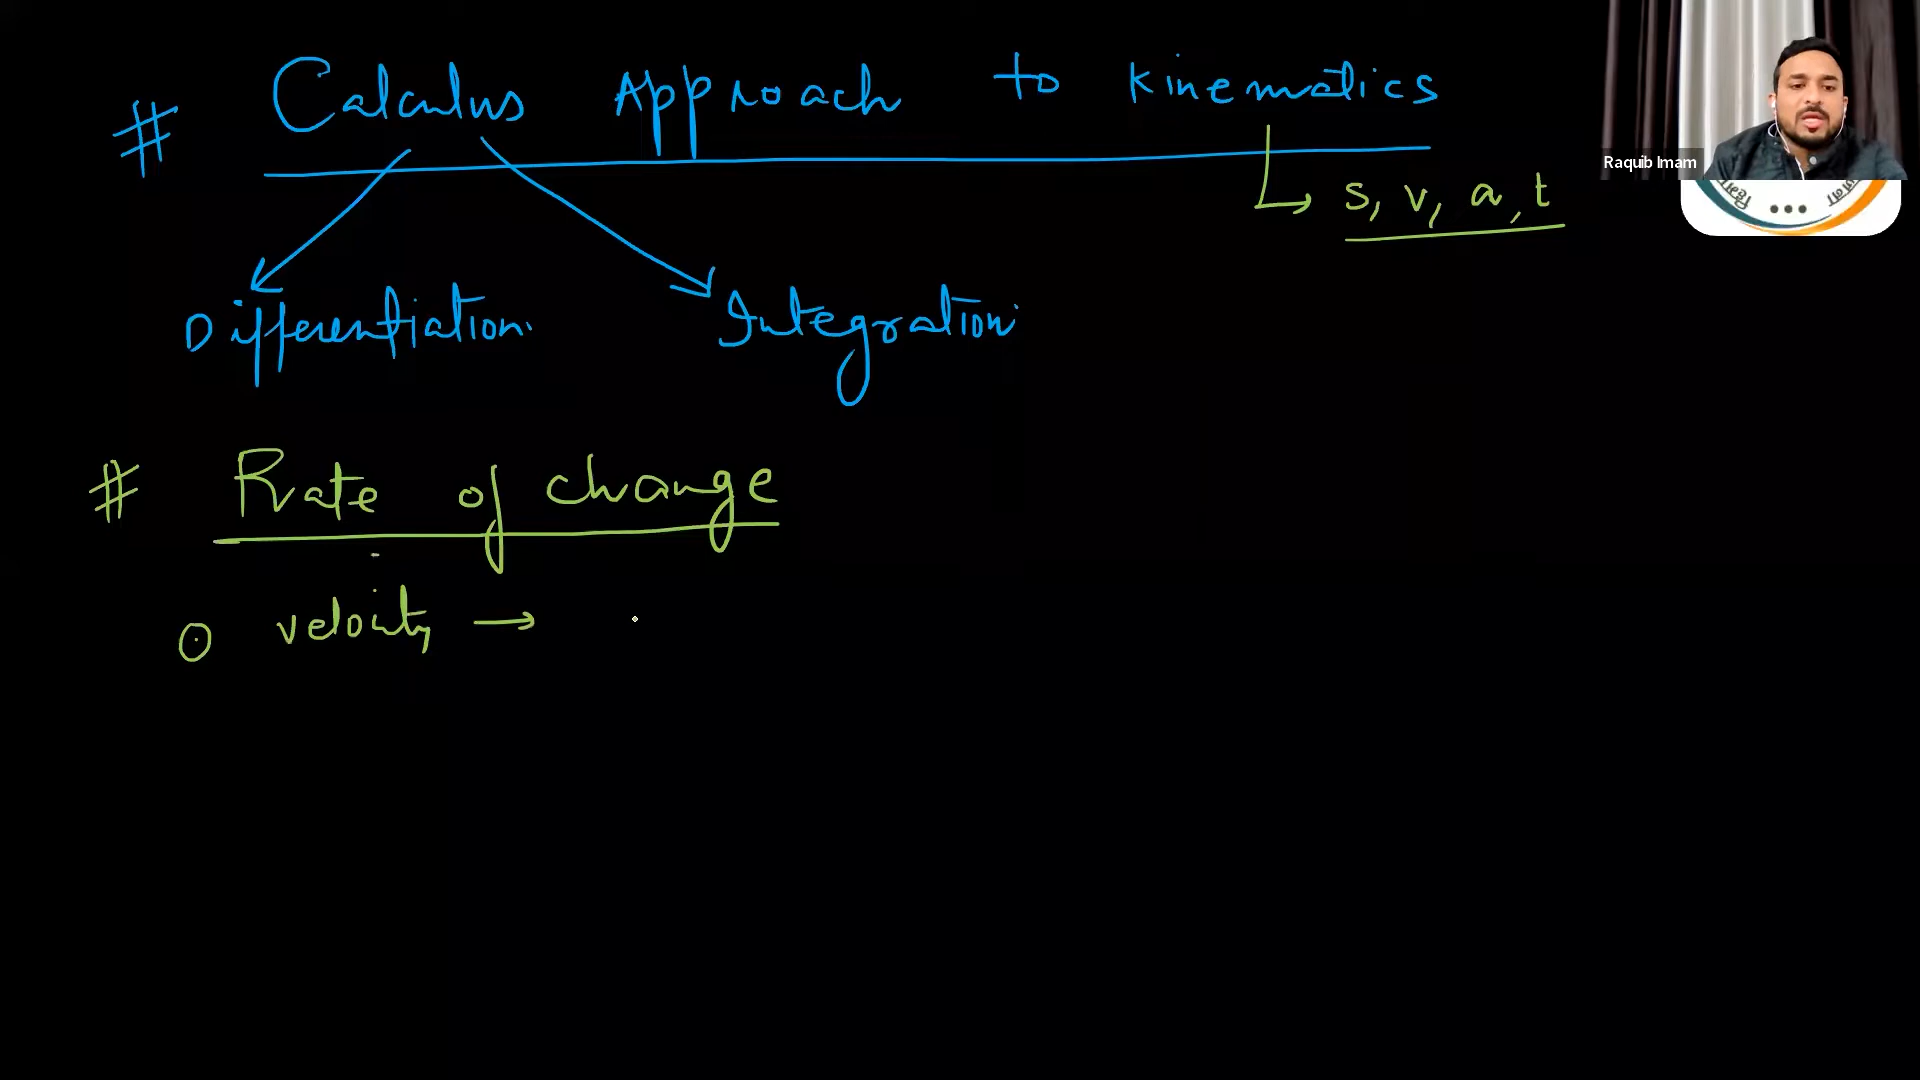 # Calculus Approach to kinematics
Raquib Imam
↳ s, v, a, t
Differentiation. Integration
# Rate of change
⊙ velocity →